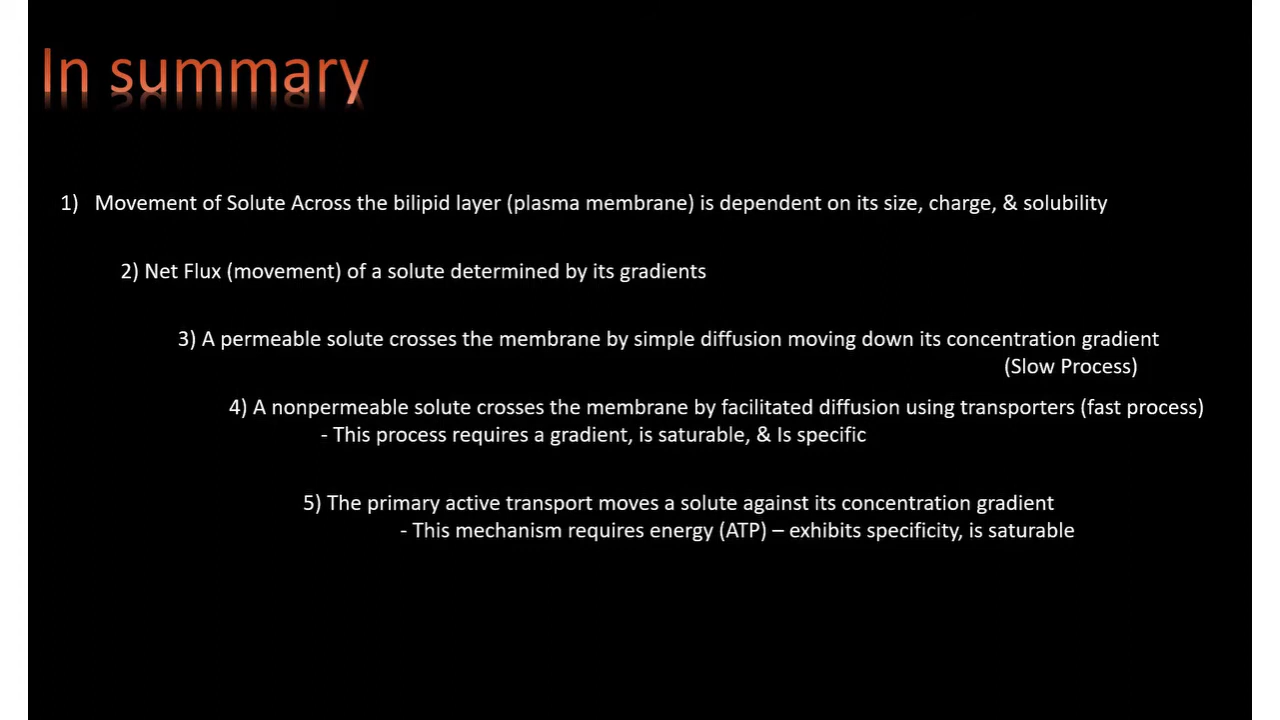 In summary
1) Movement of Solute Across the bilipid layer (plasma membrane) is dependent on its size, charge, & solubility
2) Net Flux (movement) of a solute determined by its gradients
3) A permeable solute crosses the membrane by simple diffusion moving down its concentration gradient
(Slow Process)
4) A nonpermeable solute crosses the membrane by facilitated diffusion using transporters (fast process)
- This process requires a gradient, is saturable, & Is specific
5) The primary active transport moves a solute against its concentration gradient
- This mechanism requires energy (ATP) – exhibits specificity, is saturable